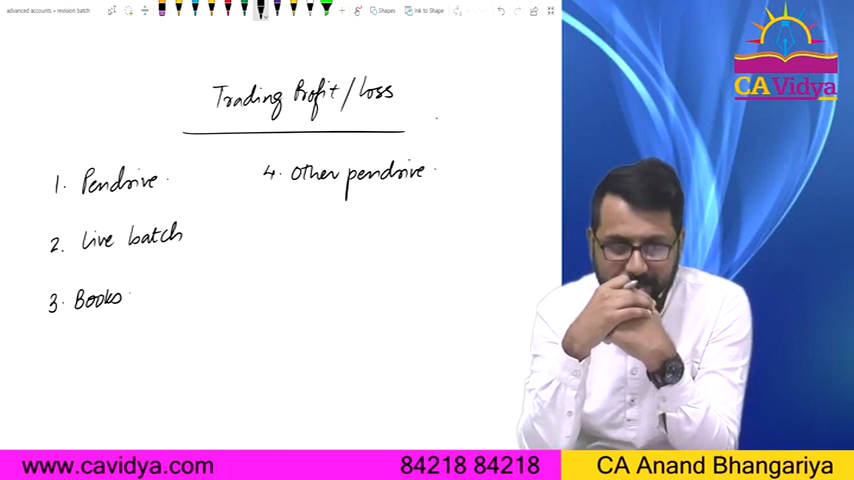 advanced accounts • revision batch
Shapes
Ink to Shape
CA Vidya
Trading Profit/Loss
1. Pendrive.
4. Other pendrive.
2. Live batch
3. Books.
www.cavidya.com
84218 84218
CA Anand Bhangariya